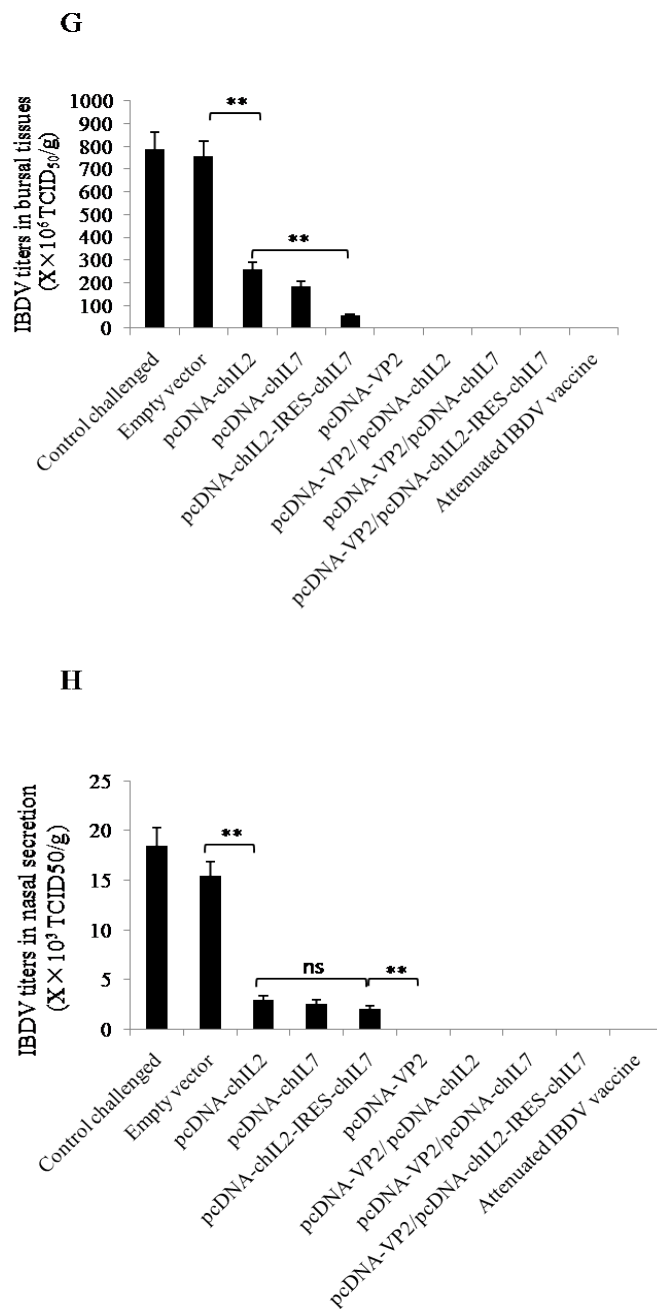 G
IBDV titers in bursal tissues
(X×10⁶TCID₅₀/g)
1000
900
800
700
600
500
400
300
200
100
0
**
**
Control challenged
Empty vector
pcDNA-chIL2
pcDNA-chIL7
pcDNA-chIL2-IRES-chIL7
pcDNA-VP2
pcDNA-VP2/ pcDNA-chIL2
pcDNA-VP2/pcDNA-chIL7
pcDNA-VP2/pcDNA-chIL2-IRES-chIL7
Attenuated IBDV vaccine
H
IBDV titers in nasal secretion
(X×10³ TCID50/g)
25
20
15
10
5
0
**
ns
**
Control challenged
Empty vector
pcDNA-chIL2
pcDNA-chIL7
pcDNA-chIL2-IRES-chIL7
pcDNA-VP2
pcDNA-VP2/ pcDNA-chIL2
pcDNA-VP2/pcDNA-chIL7
pcDNA-VP2/pcDNA-chIL2-IRES-chIL7
Attenuated IBDV vaccine